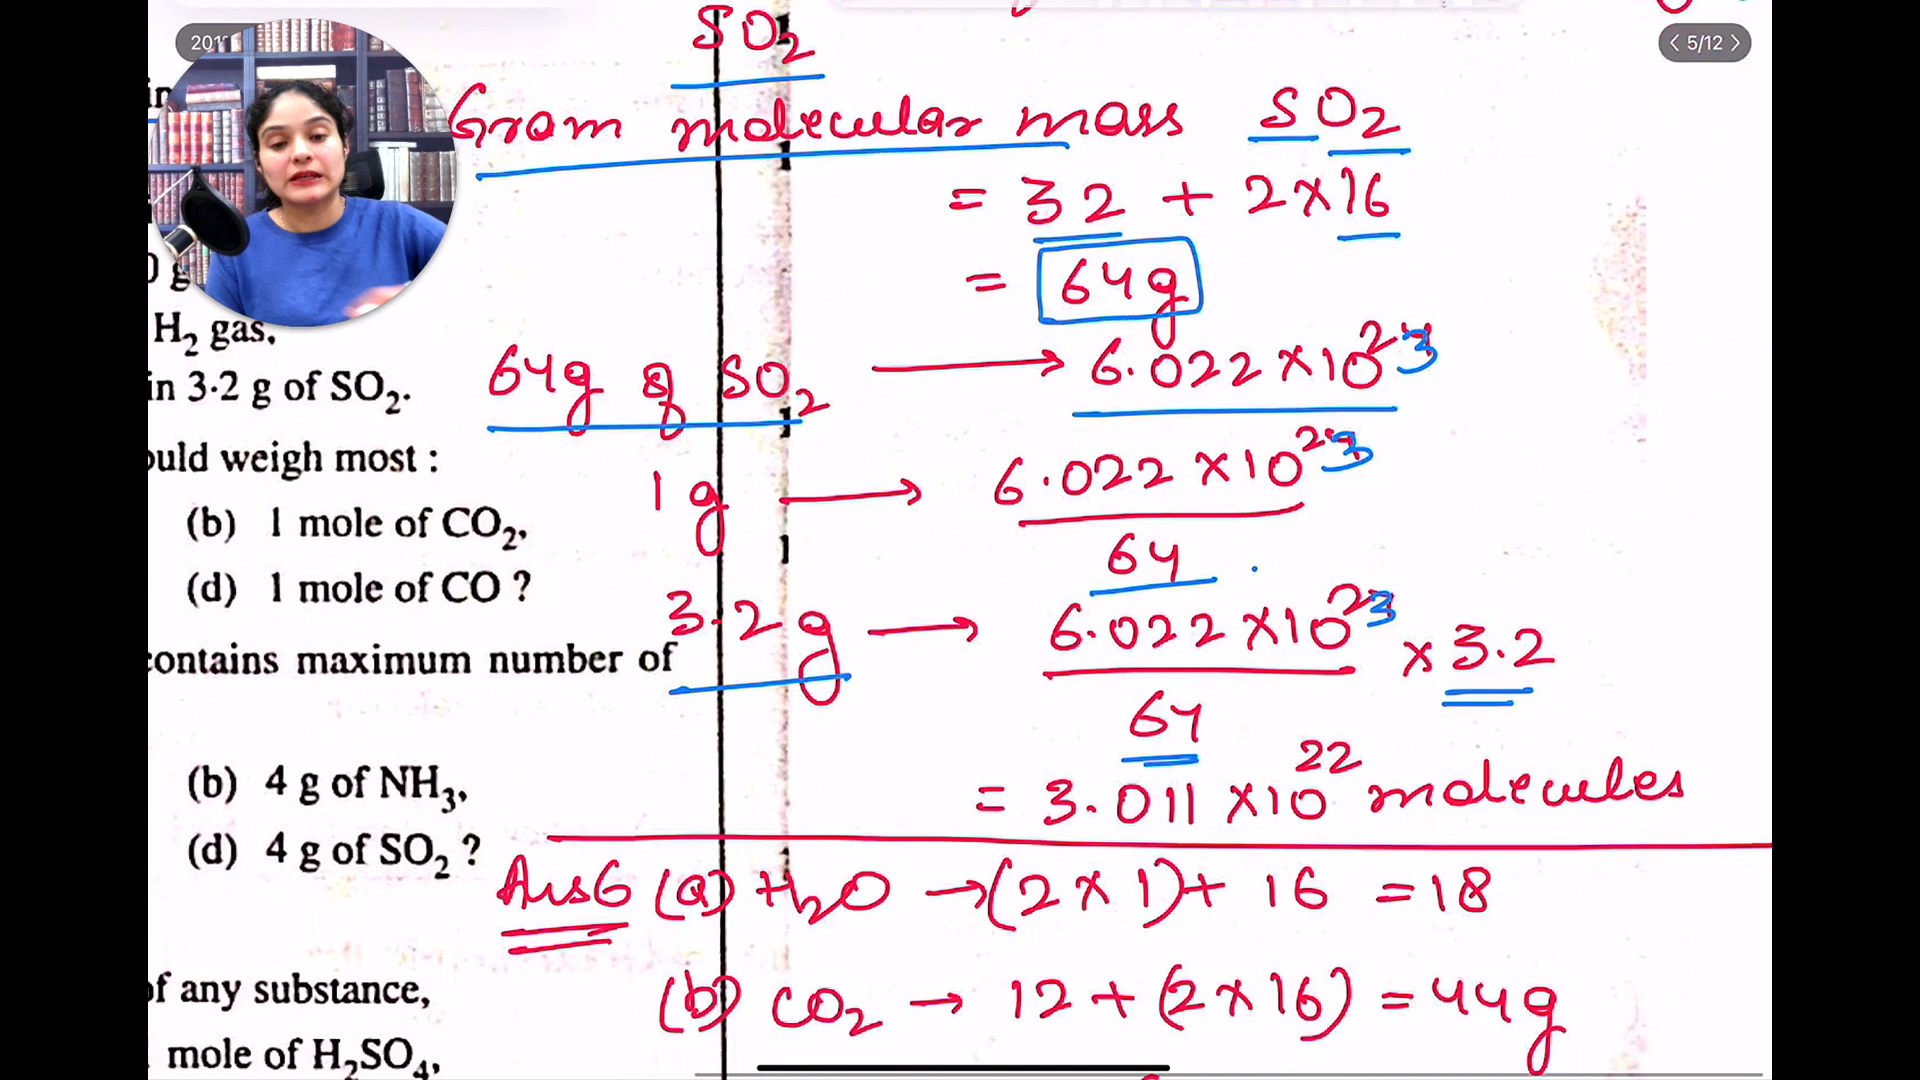 SO2
Gram molecular mass SO2
= 32 + 2×16
= 64g
64g of SO2 → 6.022×10^23
1g → 6.022×10^23 / 64
3.2g → 6.022×10^23 / 64 × 3.2
= 3.011×10^22 molecules
Ans6 (a) H2O → (2×1)+ 16 = 18
(b) CO2 → 12 + (2×16) = 44g
5/12
H2 gas,
in 3·2 g of SO2.
ould weigh most :
(b) 1 mole of CO2,
(d) 1 mole of CO ?
contains maximum number of
(b) 4 g of NH3,
(d) 4 g of SO2 ?
of any substance,
mole of H2SO4,